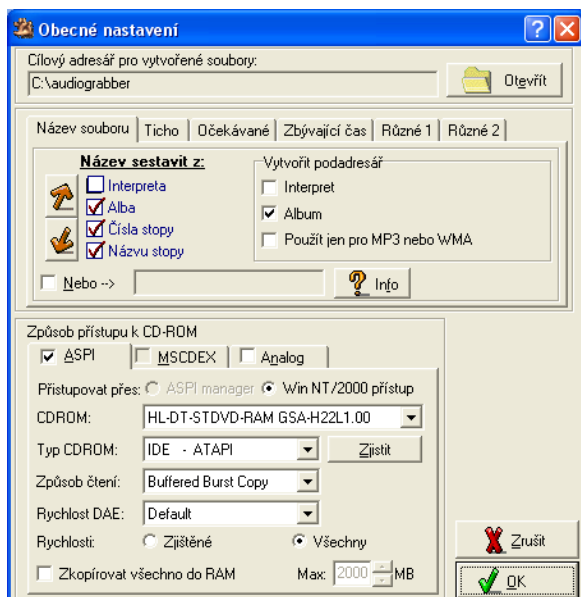 Obecné nastavení
Cílový adresář pro vytvořené soubory:
C:\audiograbber
Otevřít
Název souboru Ticho Očekávané Zbývající čas Různé 1 Různé 2
Název sestavit z:
Interpreta
Alba
Čísla stopy
Názvu stopy
Vytvořit podadresář
Interpret
Album
Použít jen pro MP3 nebo WMA
Nebo -->
Info
Způsob přístupu k CD-ROM
ASPI MSCDEX Analog
Přistupovat přes: ASPI manager Win NT/2000 přístup
CDROM: HL-DT-STDVD-RAM GSA-H22L1.00
Typ CDROM: IDE - ATAPI Zjistit
Způsob čtení: Buffered Burst Copy
Rychlost DAE: Default
Rychlosti: Zjištěné Všechny
Zkopírovat všechno do RAM Max: 2000 MB
Zrušit
OK